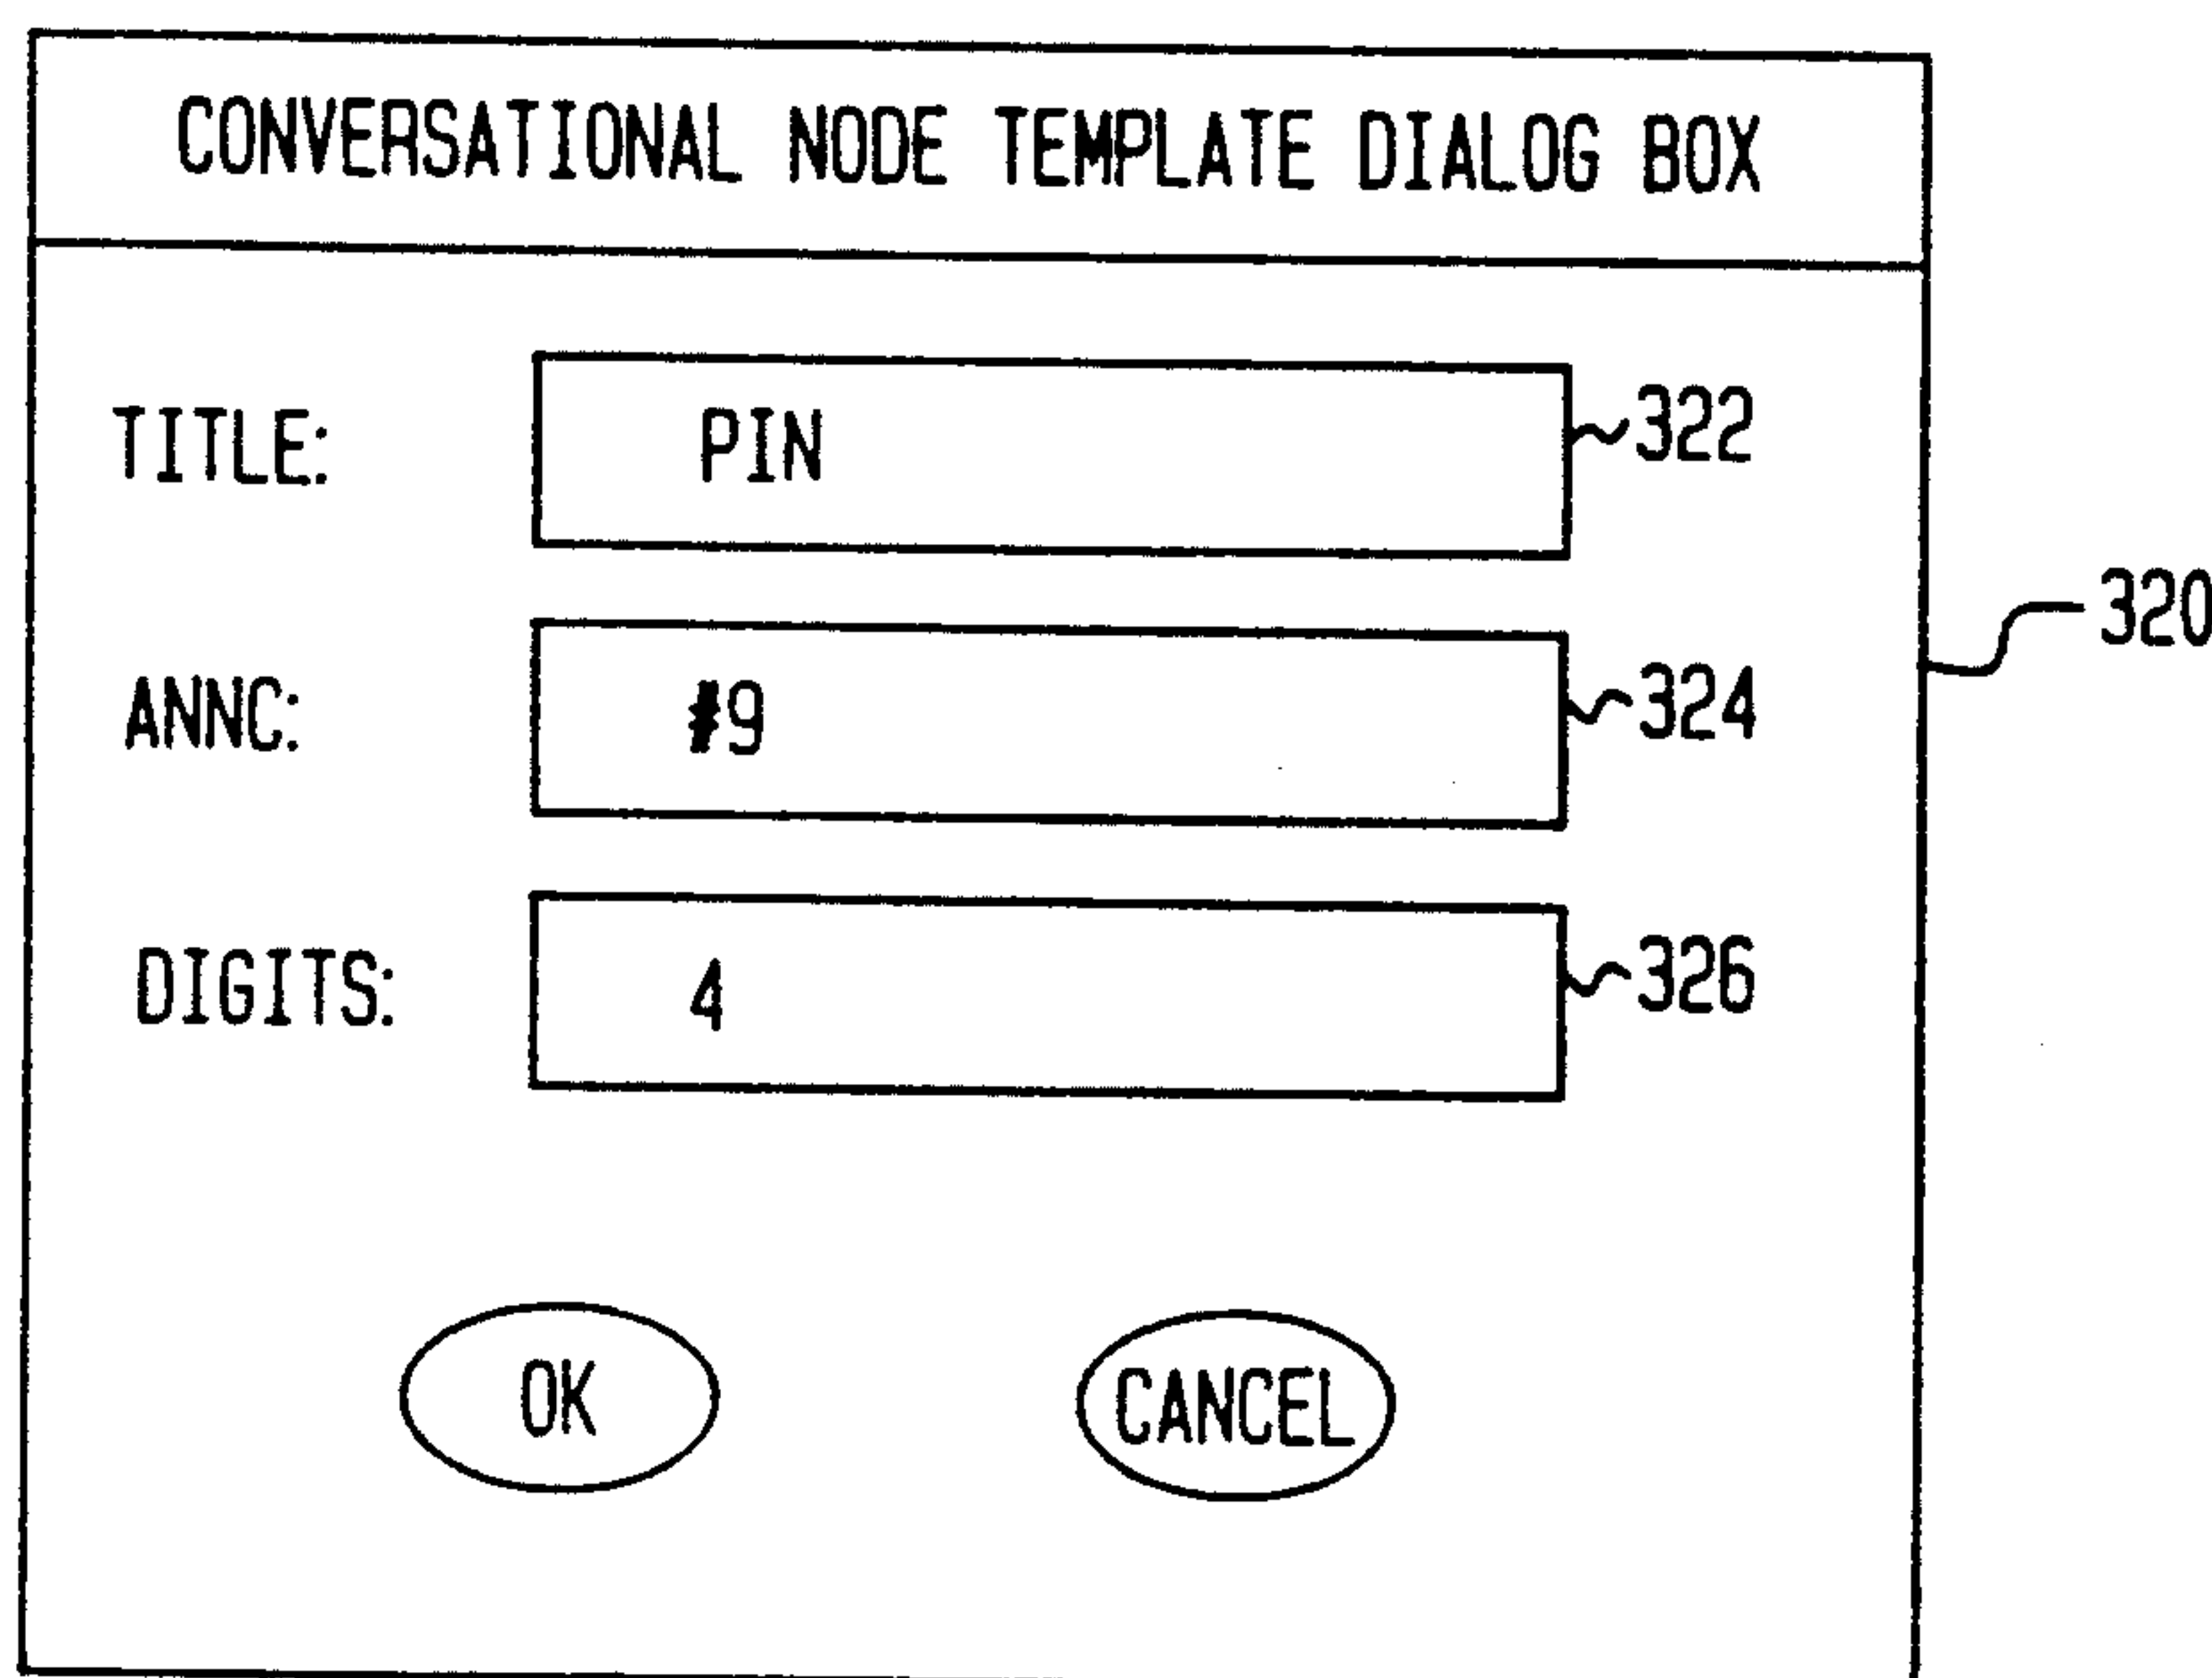 CONVERSATIONAL NODE TEMPLATE DIALOG BOX
TITLE: PIN 322
320
ANNC: #9 324
DIGITS: 4 326
OK CANCEL